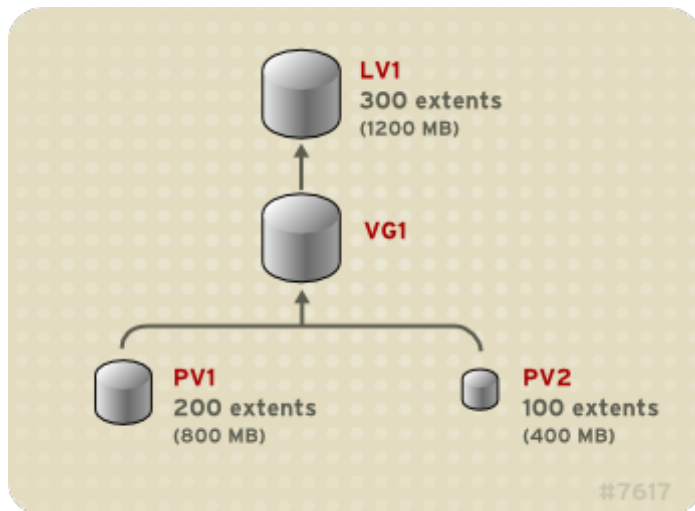 LV1
300 extents
(1200 MB)
VG1
PV1
200 extents
(800 MB)
PV2
100 extents
(400 MB)
#7617